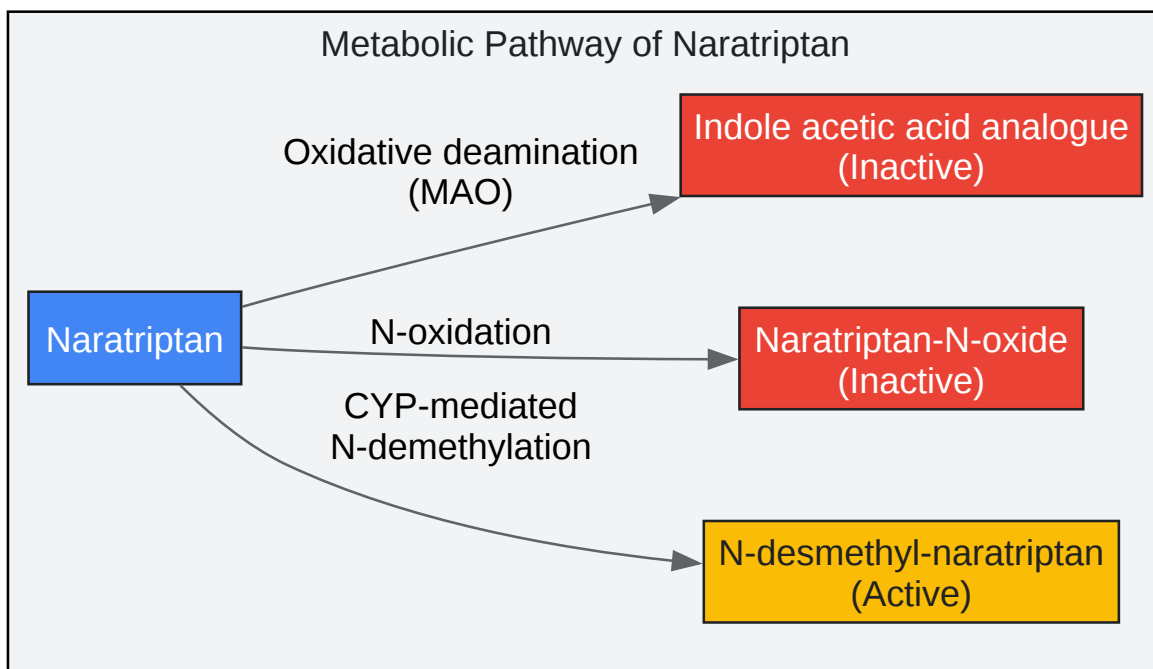 Metabolic Pathway of Naratriptan
Indole acetic acid analogue
(Inactive)
Oxidative deamination
(MAO)
Naratriptan
N-oxidation
Naratriptan-N-oxide
(Inactive)
CYP-mediated
N-demethylation
N-desmethyl-naratriptan
(Active)